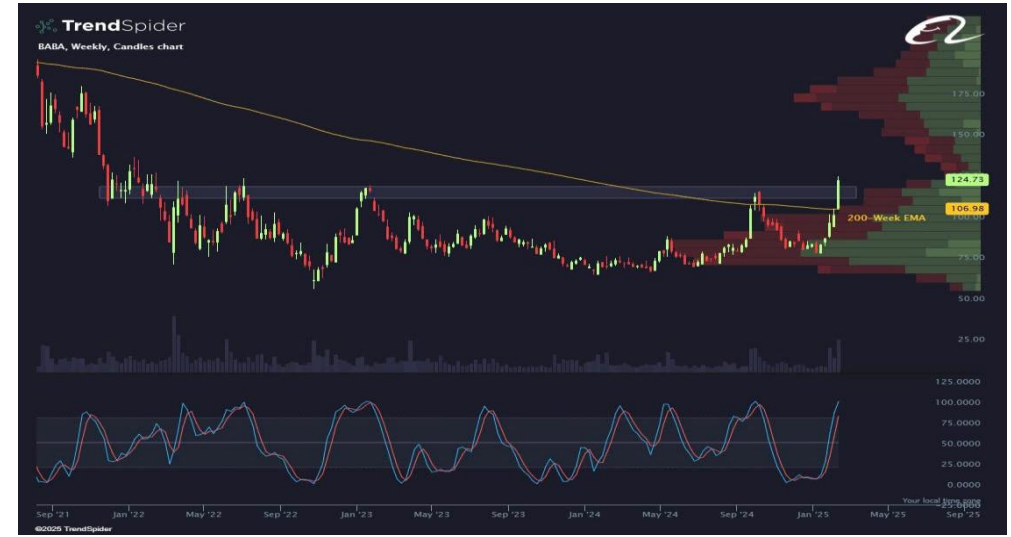 TrendSpider
BABA, Weekly, Candles chart
175.00
150.00
124.73
106.98
100.00
200-Week EMA
75.00
50.00
25.00
125.0000
100.0000
75.0000
50.0000
25.0000
0.0000
Your local time zone
-25.0000
Sep '21 Jan '22 May '22 Sep '22 Jan '23 May '23 Sep '23 Jan '24 May '24 Sep '24 Jan '25 May '25 Sep '25
©2025 TrendSpider